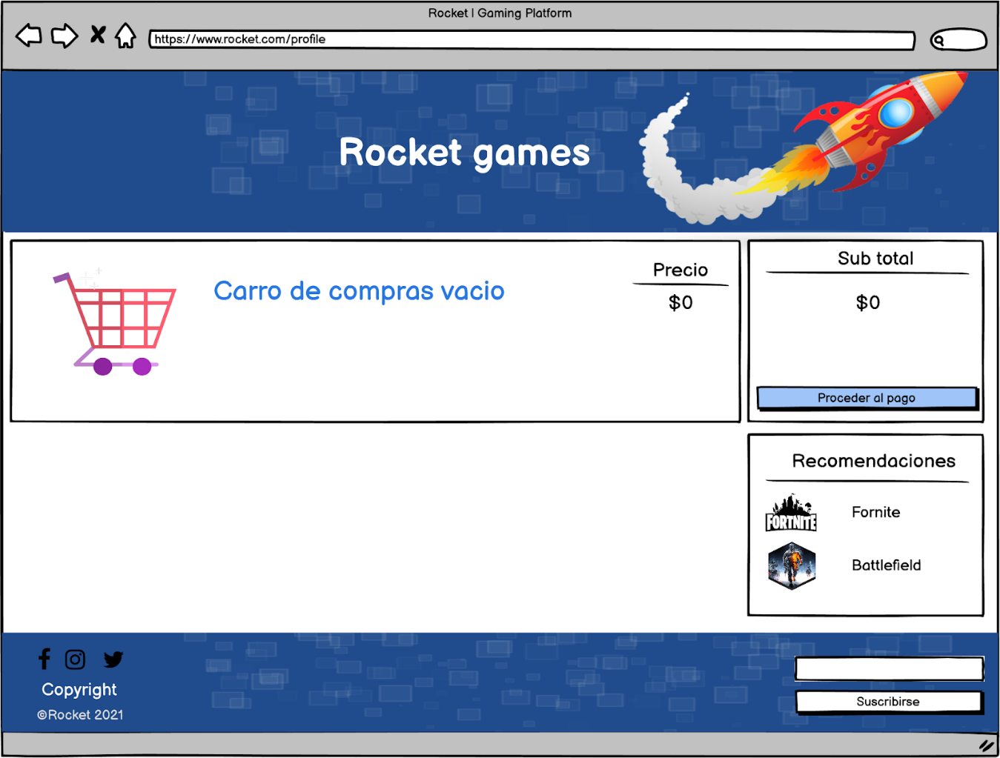 Rocket | Gaming Platform
https://www.rocket.com/profile
Rocket games
Carro de compras vacio
Precio
$0
Sub total
$0
Proceder al pago
Recomendaciones
FORTNITE
Fornite
Battlefield
Copyright
©Rocket 2021
Suscribirse